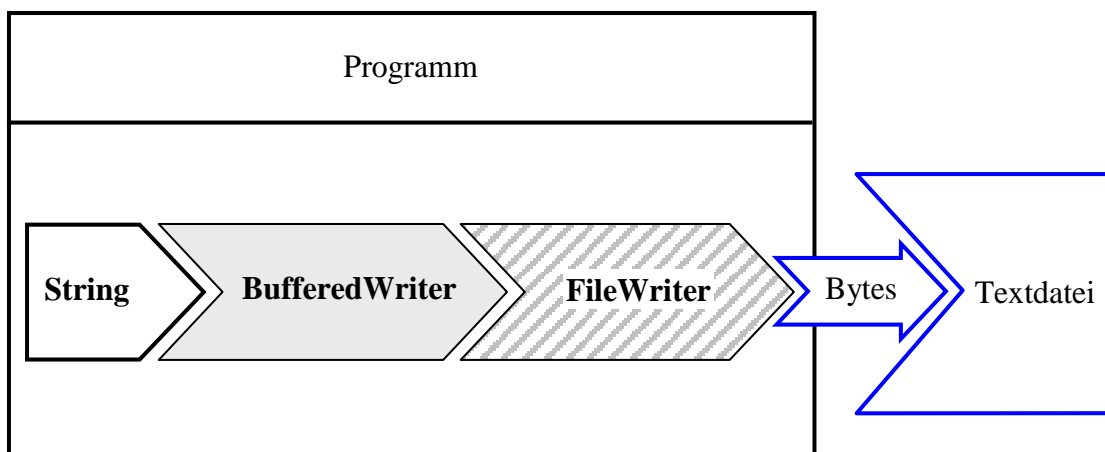 Programm
String
BufferedWriter
FileWriter
Bytes
Textdatei